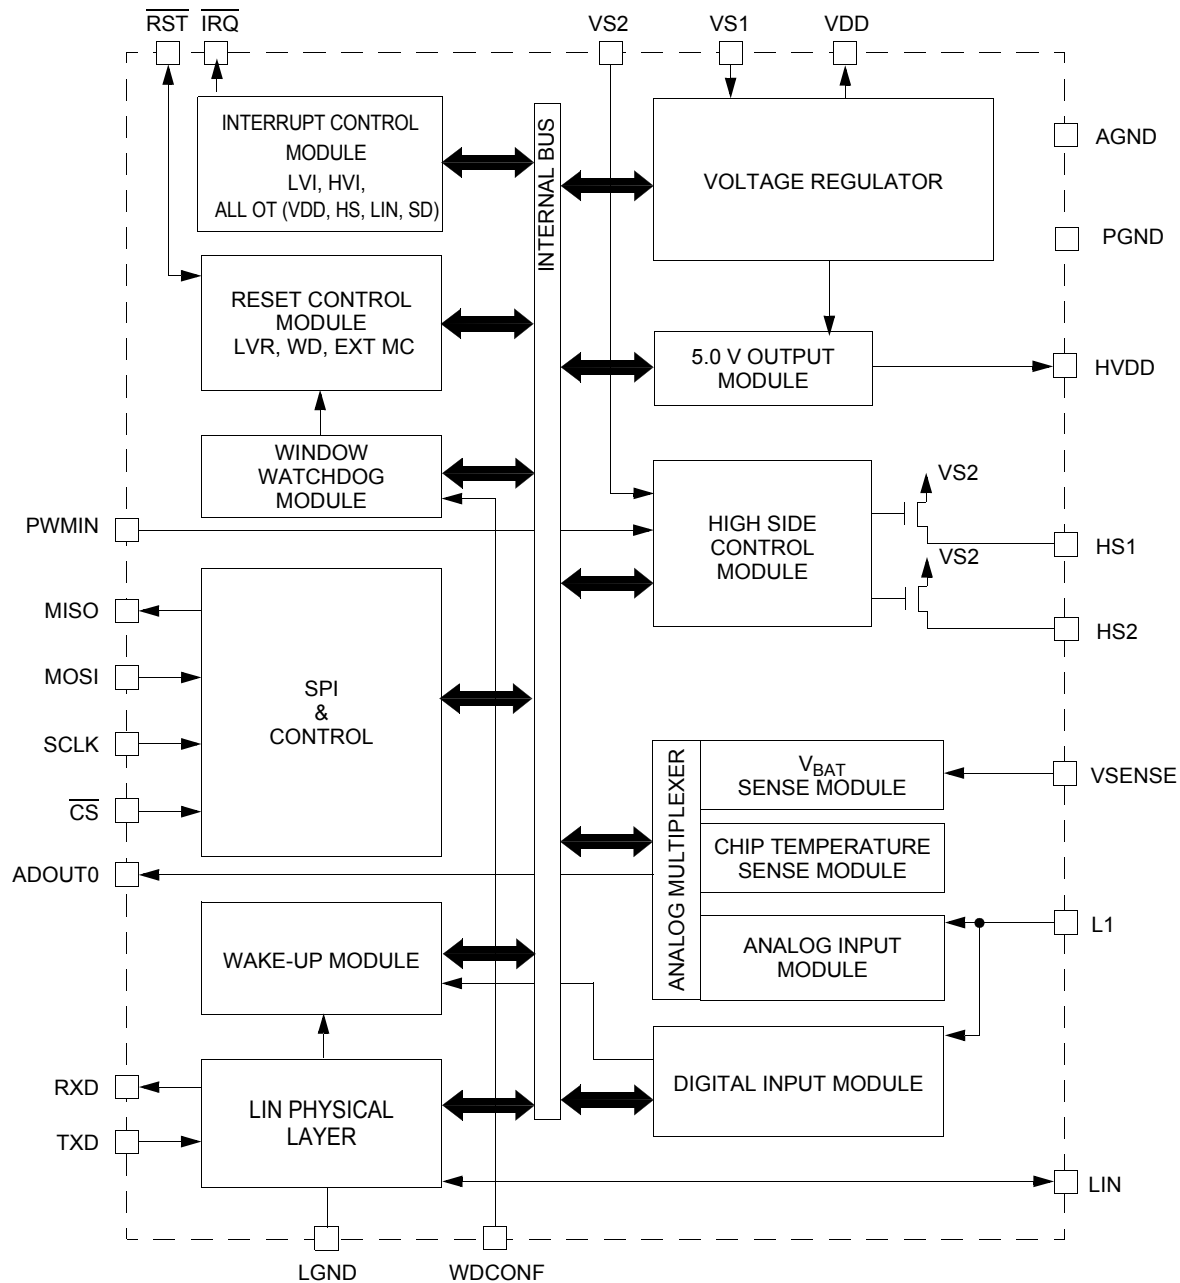 RST
IRQ
VS2
VS1
VDD
INTERRUPT CONTROL
MODULE
LVI, HVI,
ALL OT (VDD, HS, LIN, SD)
INTERNAL BUS
VOLTAGE REGULATOR
AGND
PGND
RESET CONTROL
MODULE
LVR, WD, EXT MC
5.0 V OUTPUT
MODULE
HVDD
WINDOW
WATCHDOG
MODULE
PWMIN
HIGH SIDE
CONTROL
MODULE
VS2
HS1
VS2
HS2
MISO
MOSI
SCLK
CS
SPI
&
CONTROL
ADOUT0
ANALOG MULTIPLEXER
VBAT
SENSE MODULE
VSENSE
CHIP TEMPERATURE
SENSE MODULE
ANALOG INPUT
MODULE
L1
WAKE-UP MODULE
DIGITAL INPUT MODULE
RXD
TXD
LIN PHYSICAL
LAYER
LIN
LGND
WDCONF